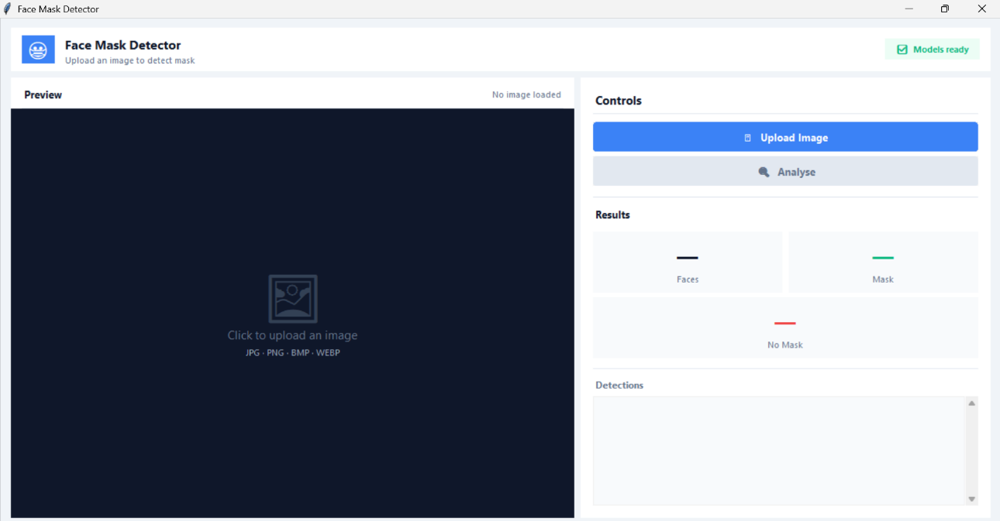 Face Mask Detector
Face Mask Detector
Upload an image to detect mask
Models ready
Preview
No image loaded
Click to upload an image
JPG · PNG · BMP · WEBP
Controls
Upload Image
Analyse
Results
Faces
Mask
No Mask
Detections